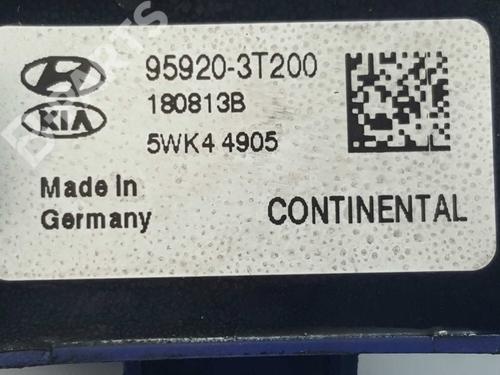 95920-3T200
KIA
180813B
5WK4 4905
Made in
Germany
CONTINENTAL